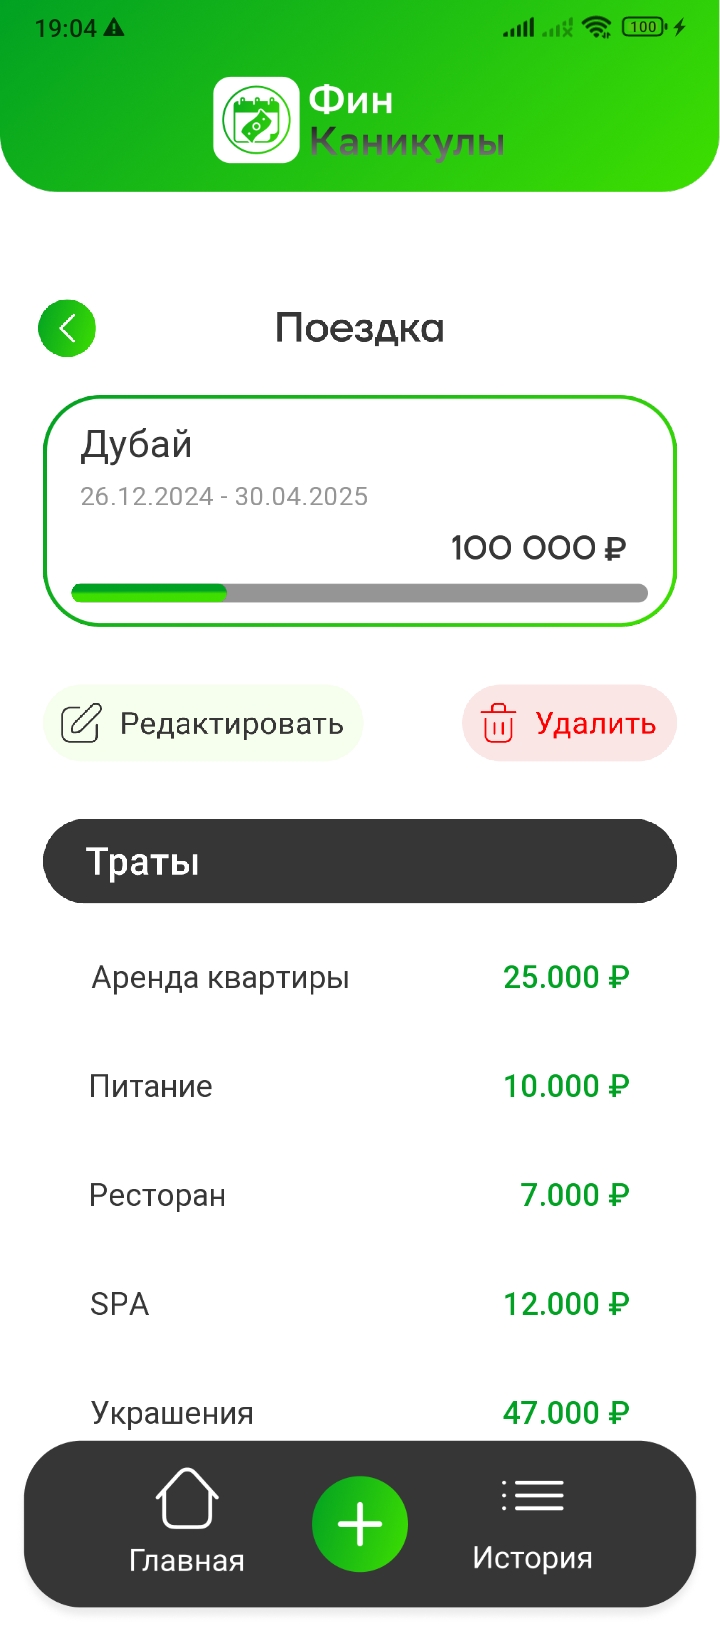 19:04
100
Фин
Каникулы
Поездка
Дубай
26.12.2024 - 30.04.2025
100 000 ₽
Редактировать
Удалить
Траты
Аренда квартиры 25.000 ₽
Питание 10.000 ₽
Ресторан 7.000 ₽
SPA 12.000 ₽
Украшения 47.000 ₽
Главная
История